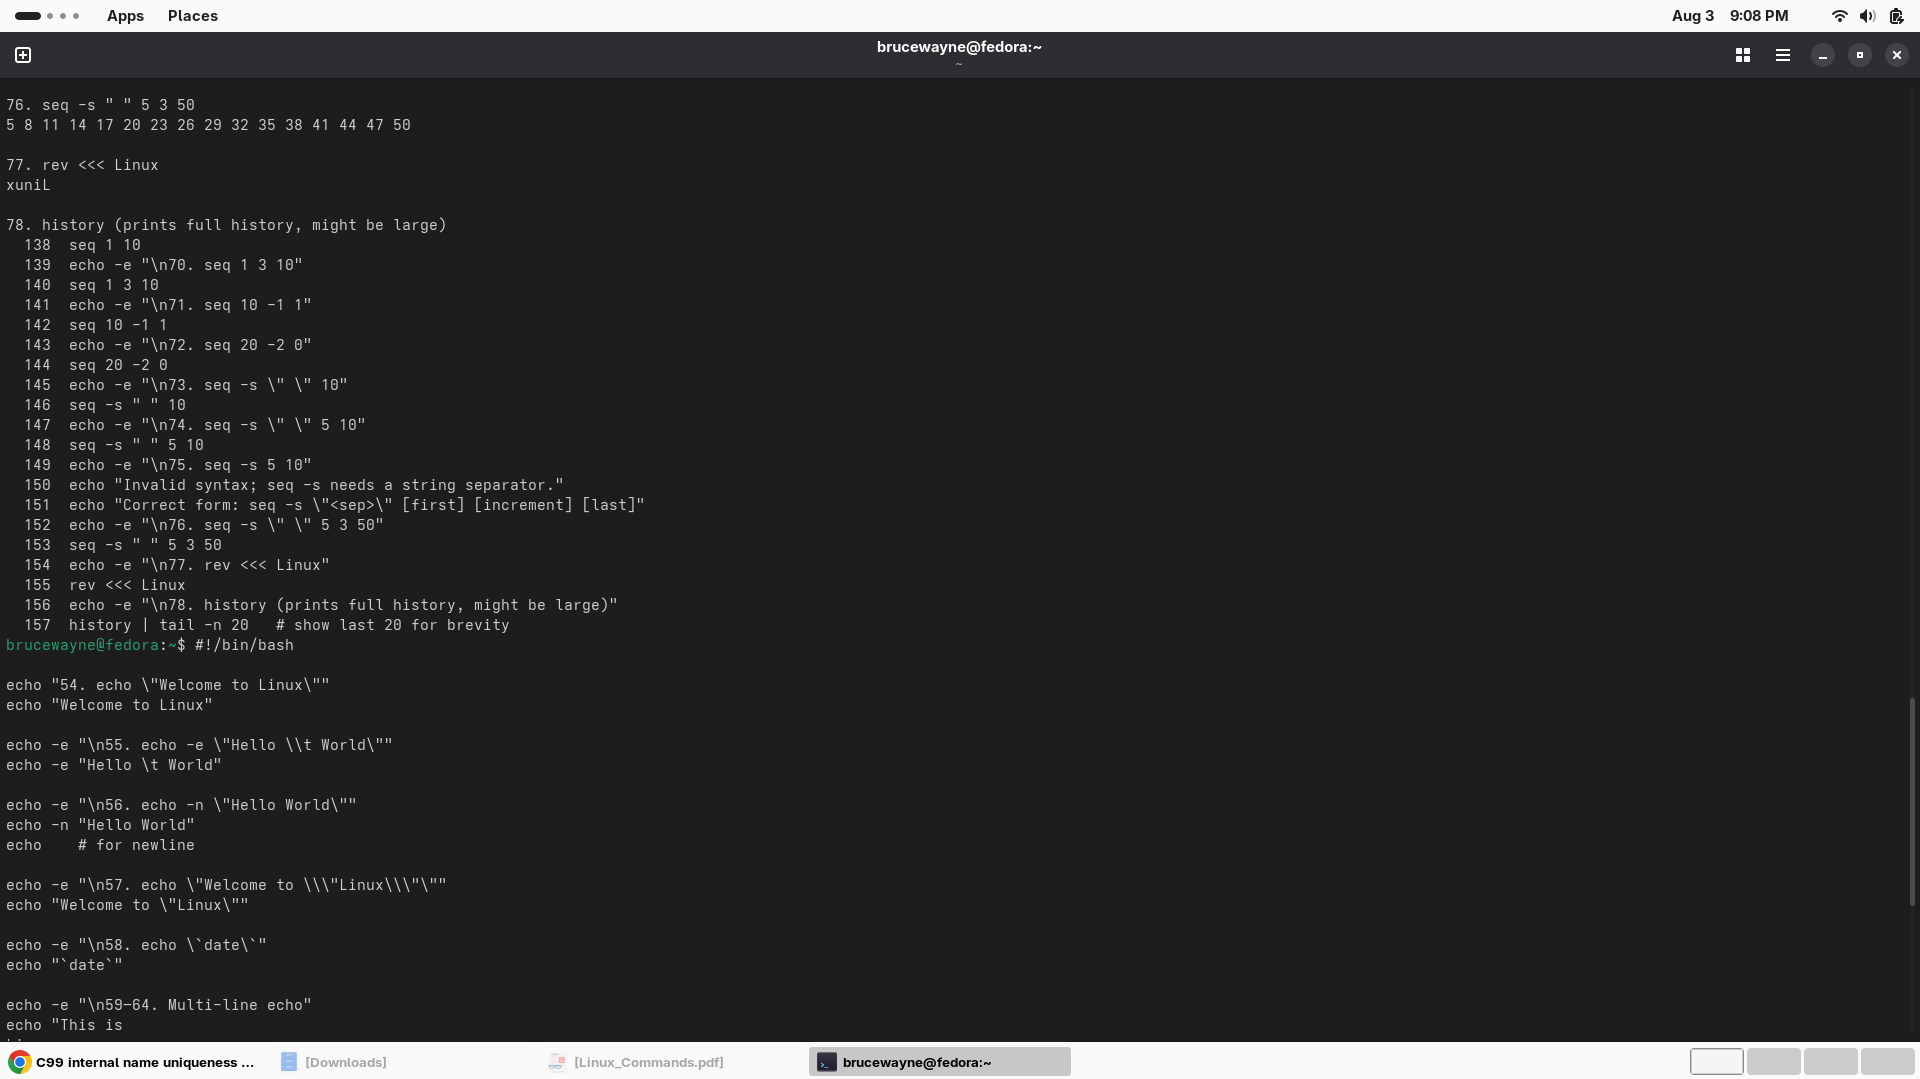 Apps Places Aug 3 9:08 PM
brucewayne@fedora:~
~
76. seq -s " " 5 3 50
5 8 11 14 17 20 23 26 29 32 35 38 41 44 47 50
77. rev <<< Linux
xuniL
78. history (prints full history, might be large)
138 seq 1 10
139 echo -e "\n70. seq 1 3 10"
140 seq 1 3 10
141 echo -e "\n71. seq 10 -1 1"
142 seq 10 -1 1
143 echo -e "\n72. seq 20 -2 0"
144 seq 20 -2 0
145 echo -e "\n73. seq -s \" \" 10"
146 seq -s " " 10
147 echo -e "\n74. seq -s \" \" 5 10"
148 seq -s " " 5 10
149 echo -e "\n75. seq -s 5 10"
150 echo "Invalid syntax; seq -s needs a string separator."
151 echo "Correct form: seq -s \"<sep>\" [first] [increment] [last]"
152 echo -e "\n76. seq -s \" \" 5 3 50"
153 seq -s " " 5 3 50
154 echo -e "\n77. rev <<< Linux"
155 rev <<< Linux
156 echo -e "\n78. history (prints full history, might be large)"
157 history | tail -n 20 # show last 20 for brevity
brucewayne@fedora:~$ #!/bin/bash
echo "54. echo \"Welcome to Linux\""
echo "Welcome to Linux"
echo -e "\n55. echo -e \"Hello \\t World\""
echo -e "Hello \t World"
echo -e "\n56. echo -n \"Hello World\""
echo -n "Hello World"
echo # for newline
echo -e "\n57. echo \"Welcome to \\\"Linux\\\"\""
echo "Welcome to \"Linux\""
echo -e "\n58. echo \`date\`"
echo "`date`"
echo -e "\n59–64. Multi-line echo"
echo "This is
C99 internal name uniqueness ... [Downloads] [Linux_Commands.pdf] brucewayne@fedora:~